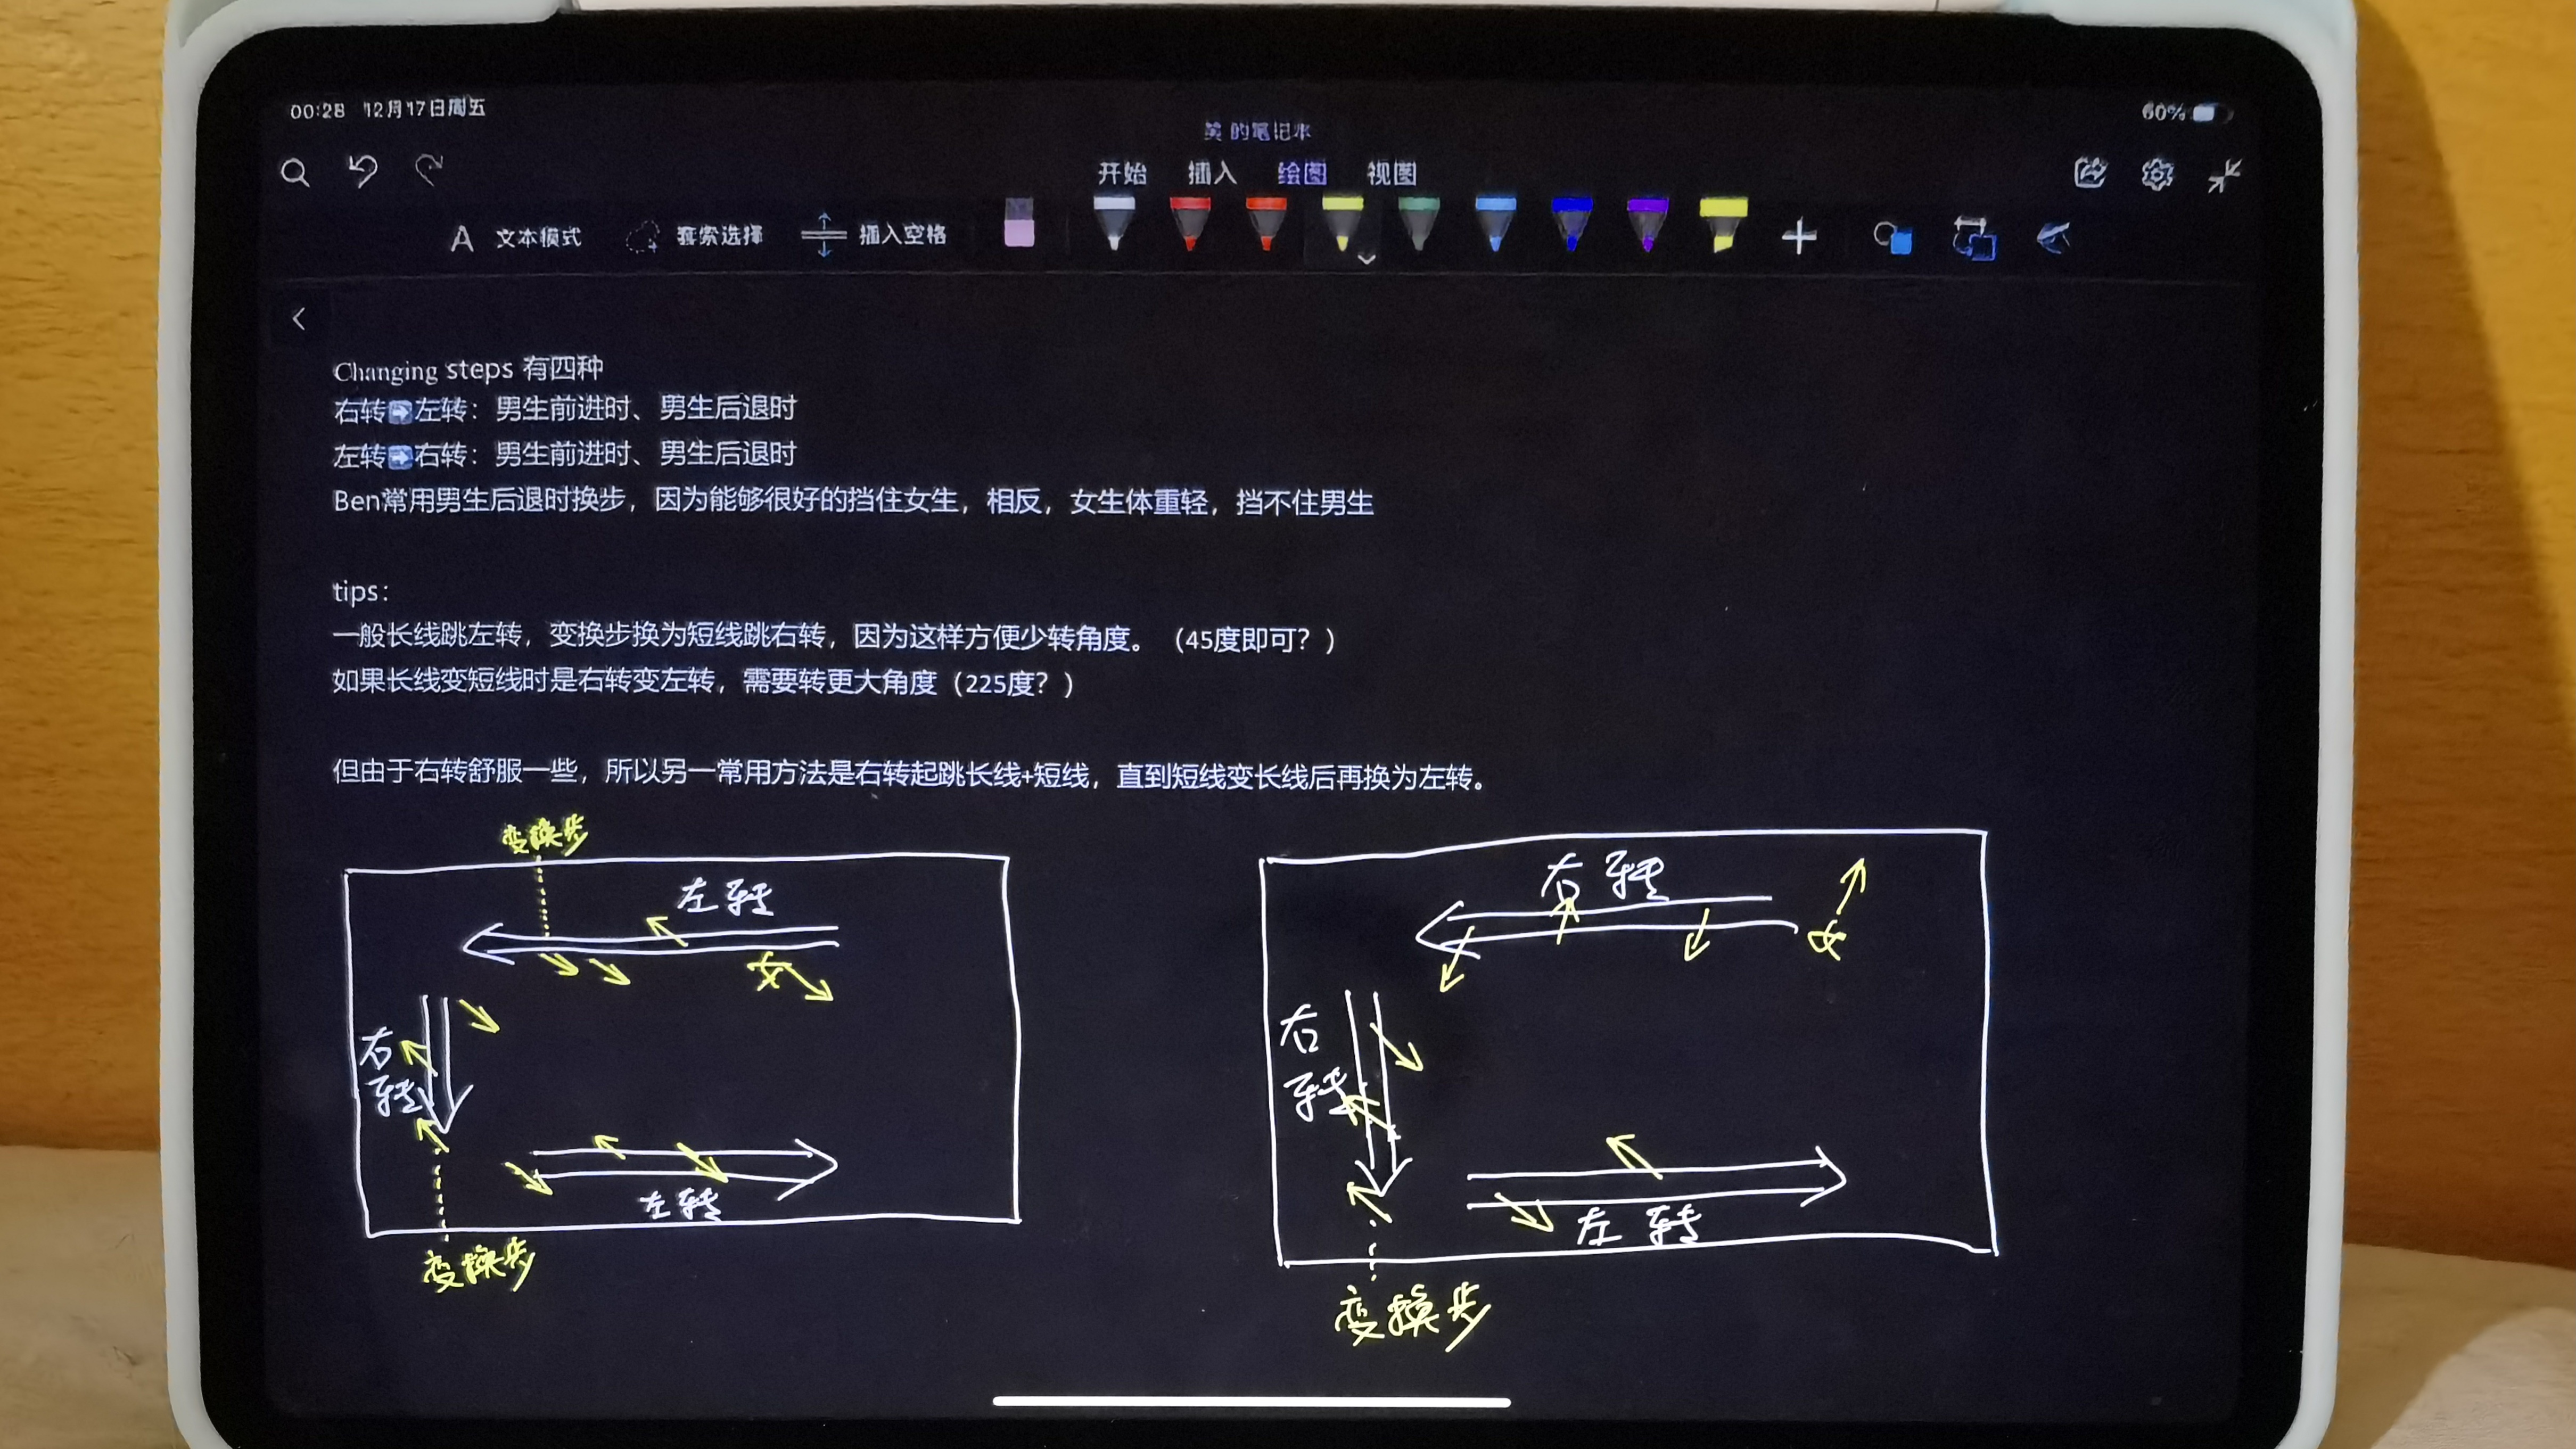 00:28 12月17日周五
60%
英 的笔记本
开始 插入 绘图 视图
A 文本模式 套索选择 插入空格
Changing steps 有四种
右转➡左转：男生前进时、男生后退时
左转➡右转：男生前进时、男生后退时
Ben常用男生后退时换步，因为能够很好的挡住女生，相反，女生体重轻，挡不住男生
tips：
一般长线跳左转，变换步换为短线跳右转，因为这样方便少转角度。（45度即可？）
如果长线变短线时是右转变左转，需要转更大角度（225度？）
但由于右转舒服一些，所以另一常用方法是右转起跳长线+短线，直到短线变长线后再换为左转。
变换步
左转
女
右转
左转
变换步
右转
女
右转
左转
变换步